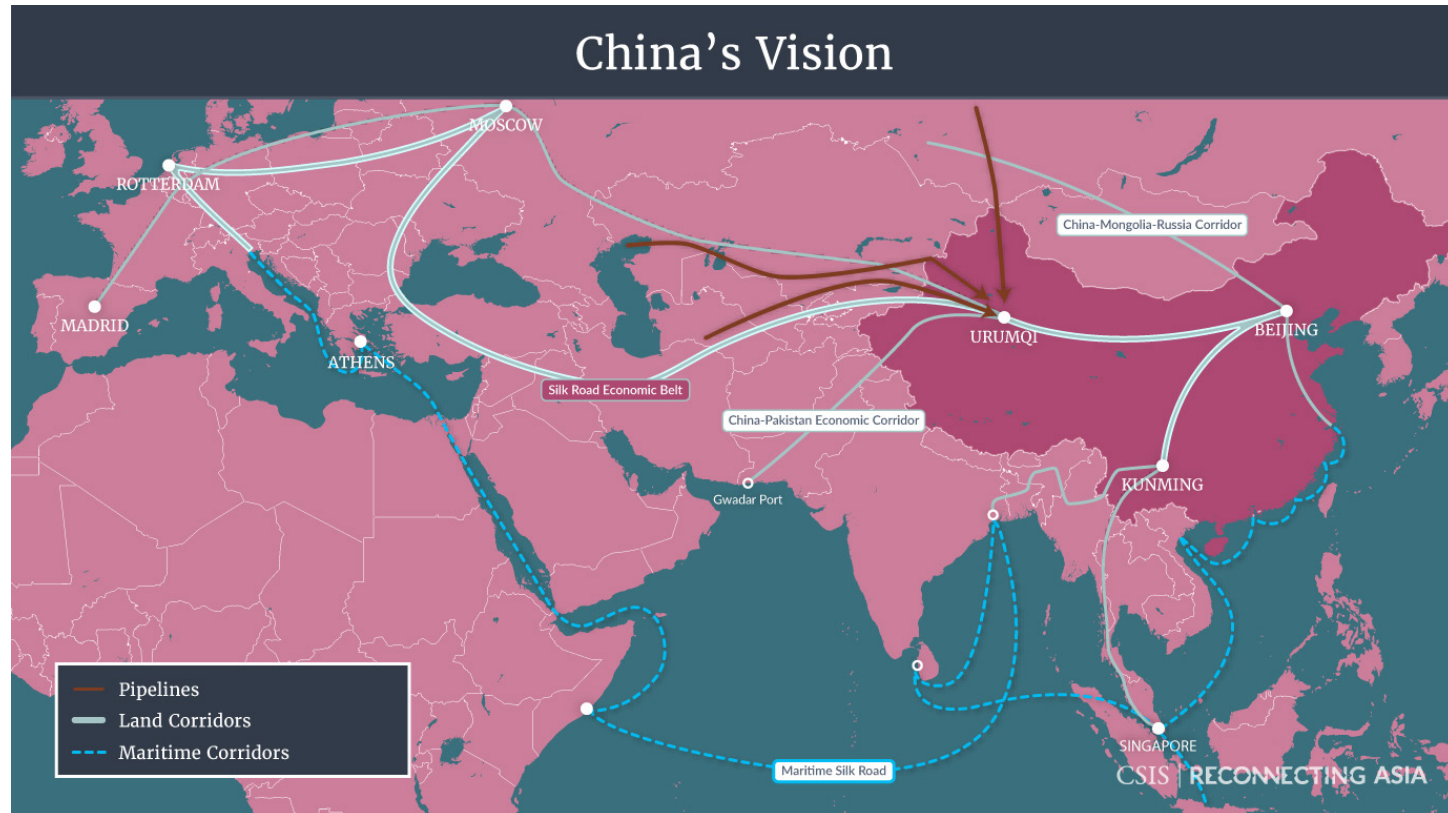 China's Vision
MOSCOW
ROTTERDAM
China-Mongolia-Russia Corridor
MADRID
ATHENS
URUMQI
BEIJING
Silk Road Economic Belt
China-Pakistan Economic Corridor
Gwadar Port
KUNMING
Pipelines
Land Corridors
Maritime Corridors
SINGAPORE
Maritime Silk Road
CSIS | RECONNECTING ASIA